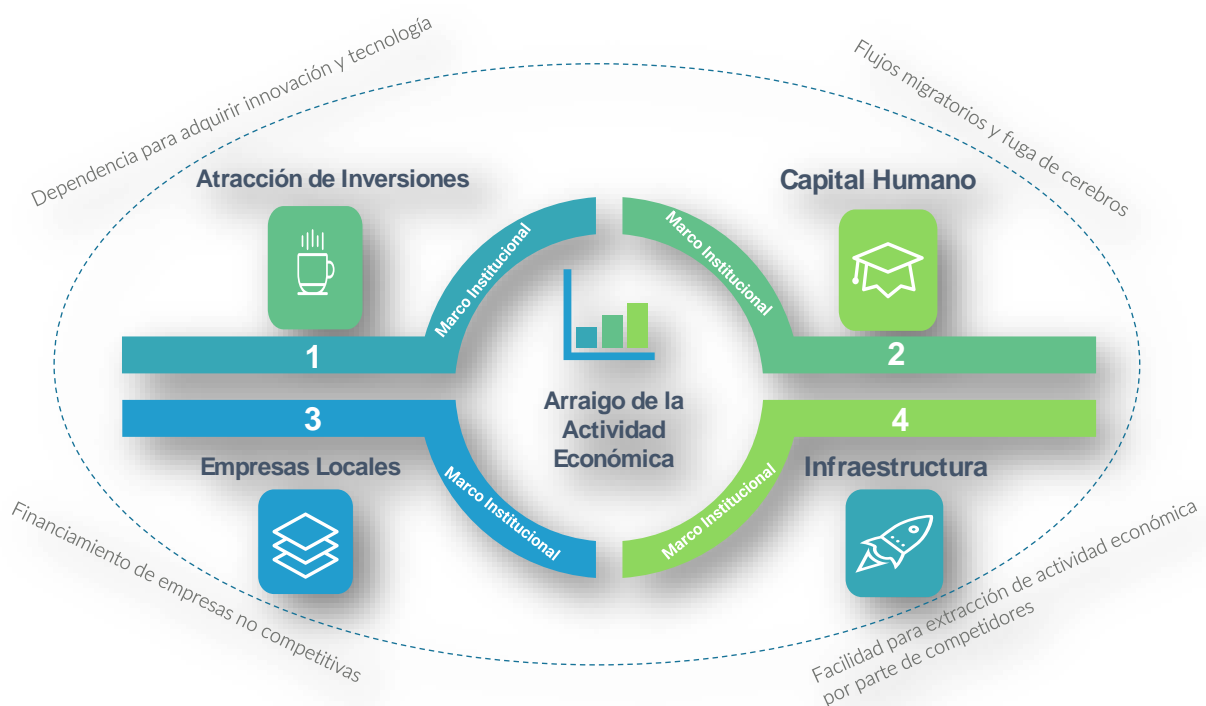 Dependencia para adquirir innovación y tecnología
Flujos migratorios y fuga de cerebros
Atracción de Inversiones
Capital Humano
Marco Institucional
Marco Institucional
1
2
Arraigo de la
Actividad
Económica
3
4
Empresas Locales
Infraestructura
Marco Institucional
Marco Institucional
Financiamiento de empresas no competitivas
Facilidad para extracción de actividad económica
por parte de competidores